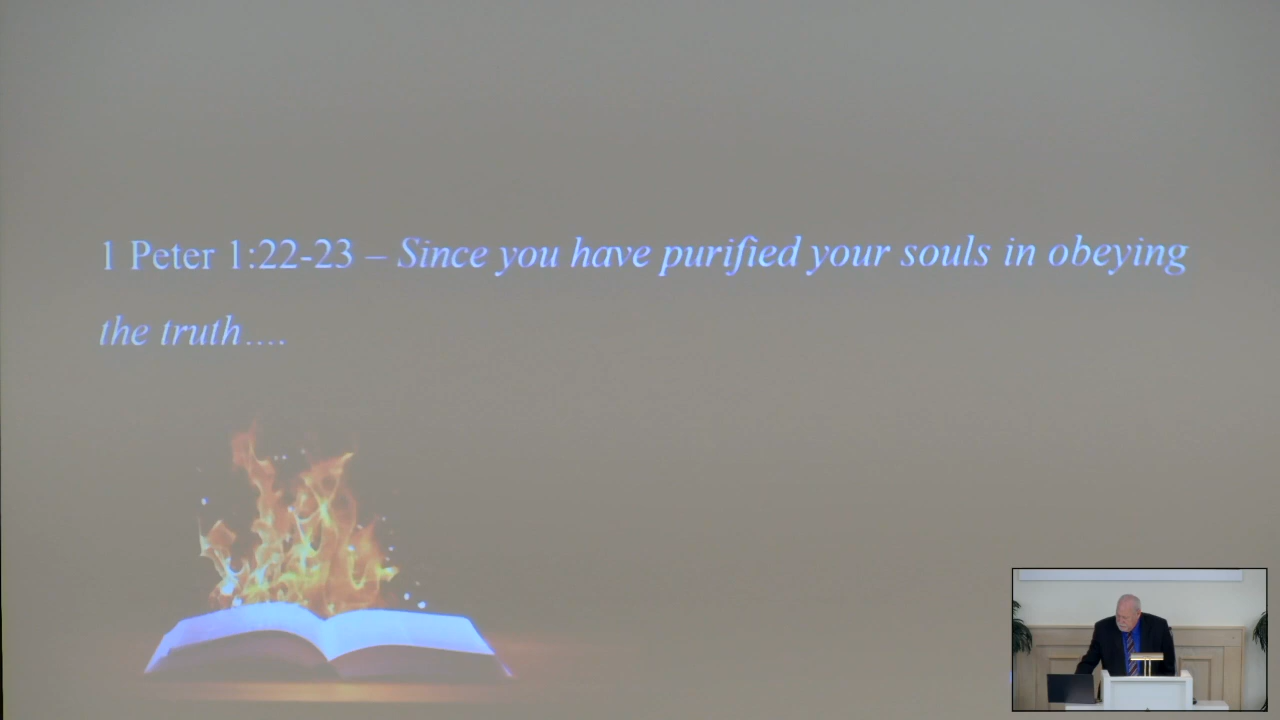 1 Peter 1:22-23 – Since you have purified your souls in obeying
the truth….